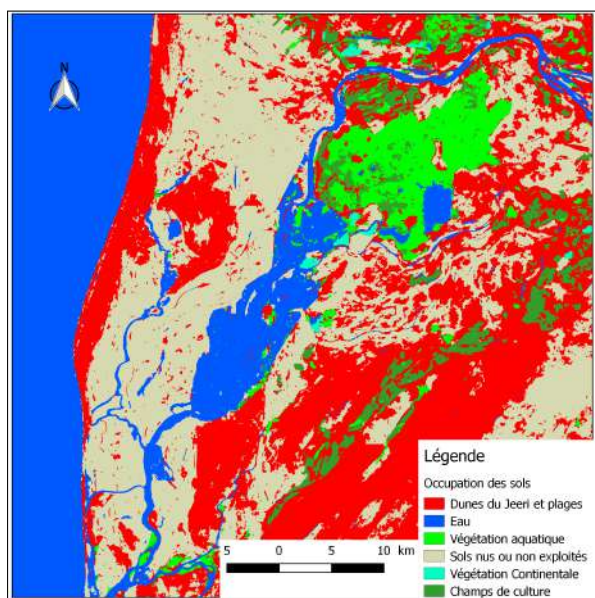 N
Légende
Occupation des sols
Dunes du Jeeri et plages
Eau
Végétation aquatique
Sols nus ou non exploités
Végétation Continentale
Champs de culture
5 0 5 10 km